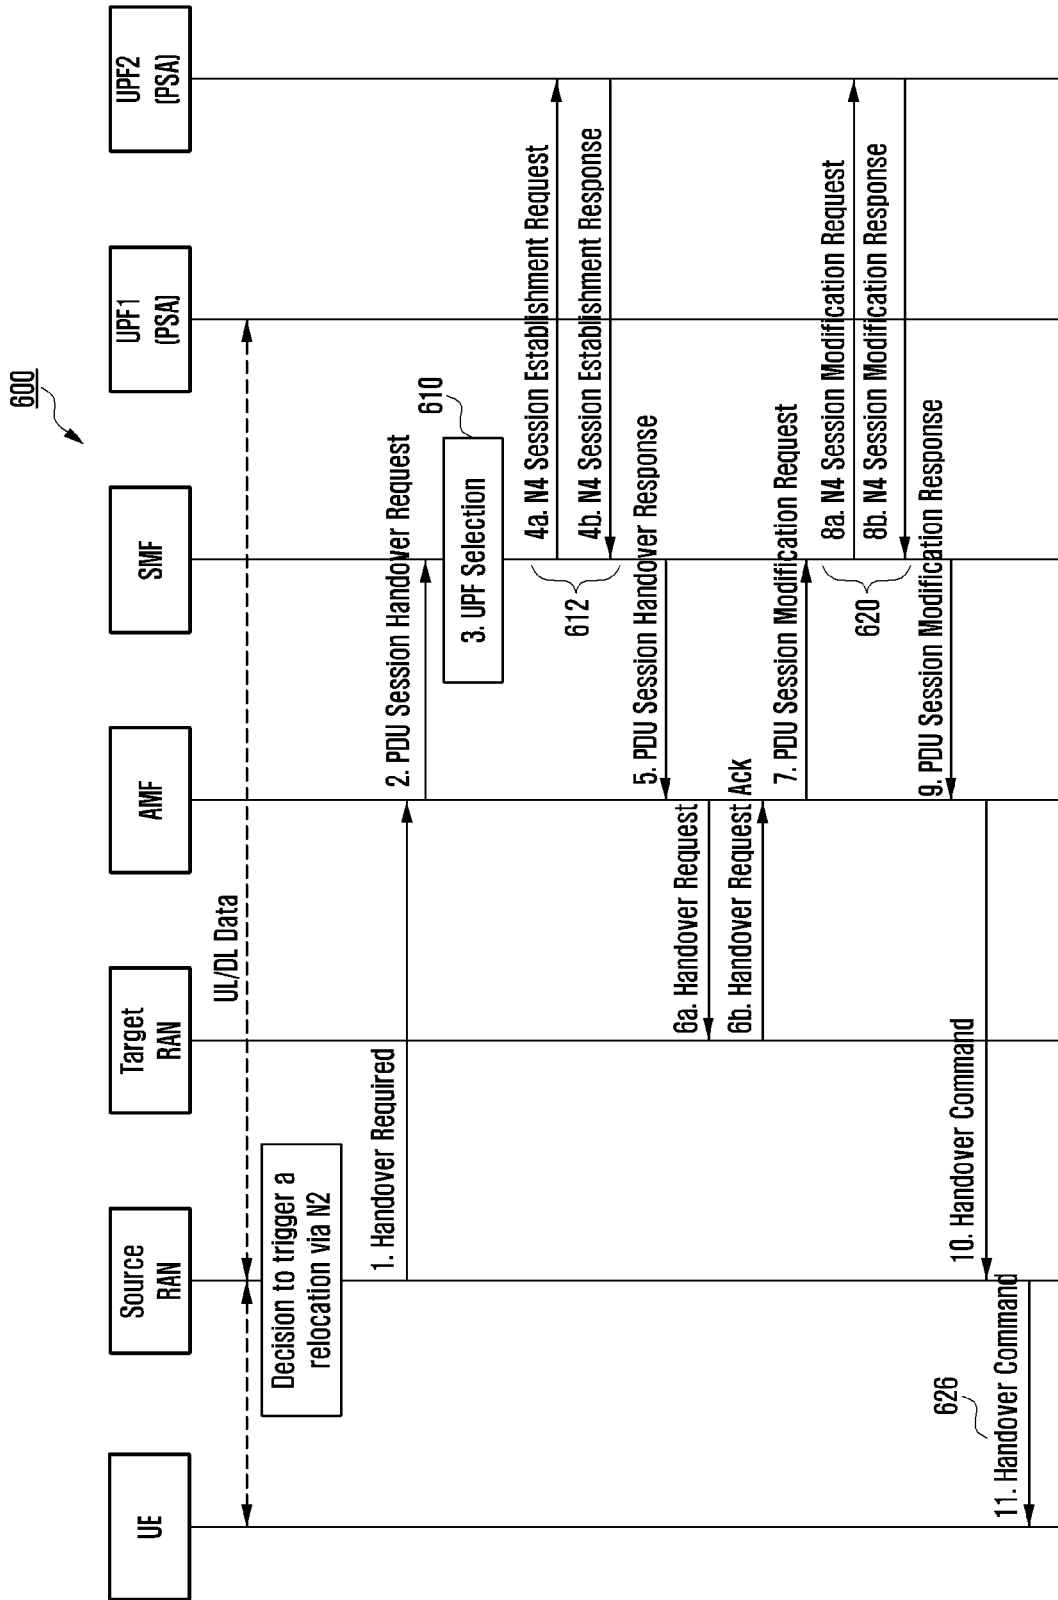 600
UE
Source
RAN
Target
RAN
AMF
SMF
UPF1
(PSA)
UPF2
(PSA)
UL/DL Data
Decision to trigger a
relocation via N2
1. Handover Required
2. PDU Session Handover Request
3. UPF Selection
610
4a. N4 Session Establishment Request
4b. N4 Session Establishment Response
612
5. PDU Session Handover Response
6a. Handover Request
6b. Handover Request Ack
7. PDU Session Modification Request
8a. N4 Session Modification Request
8b. N4 Session Modification Response
620
9. PDU Session Modification Response
10. Handover Command
626
11. Handover Command